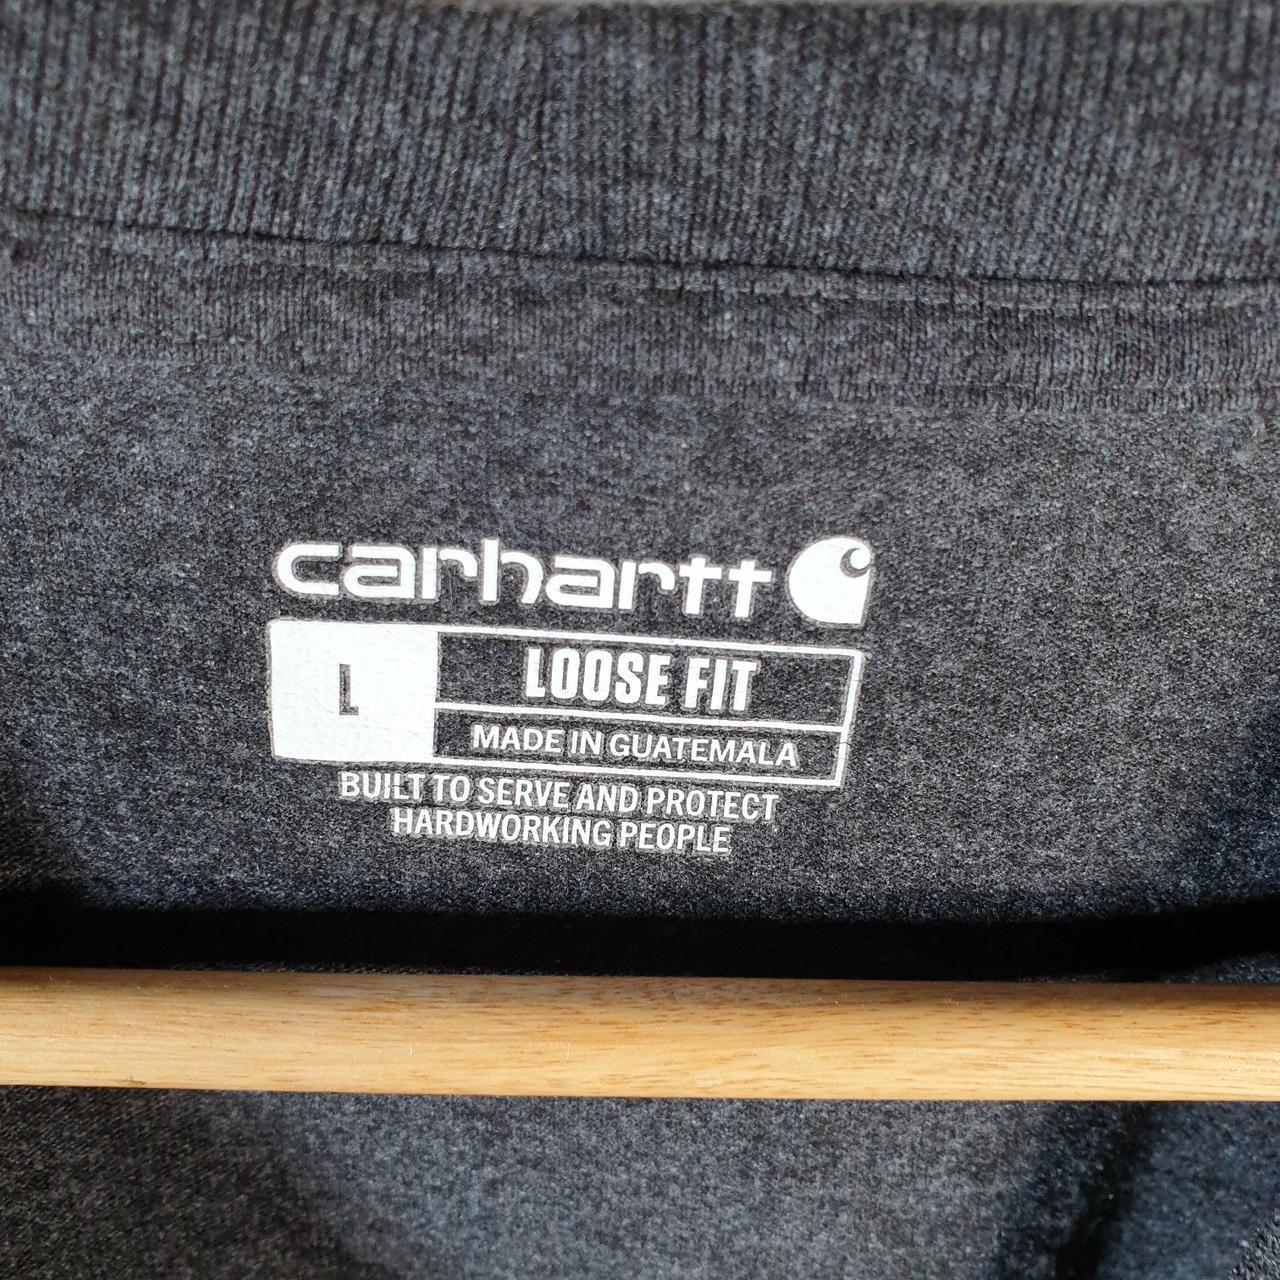 carhartt
L
LOOSE FIT
MADE IN GUATEMALA
BUILT TO SERVE AND PROTECT
HARDWORKING PEOPLE